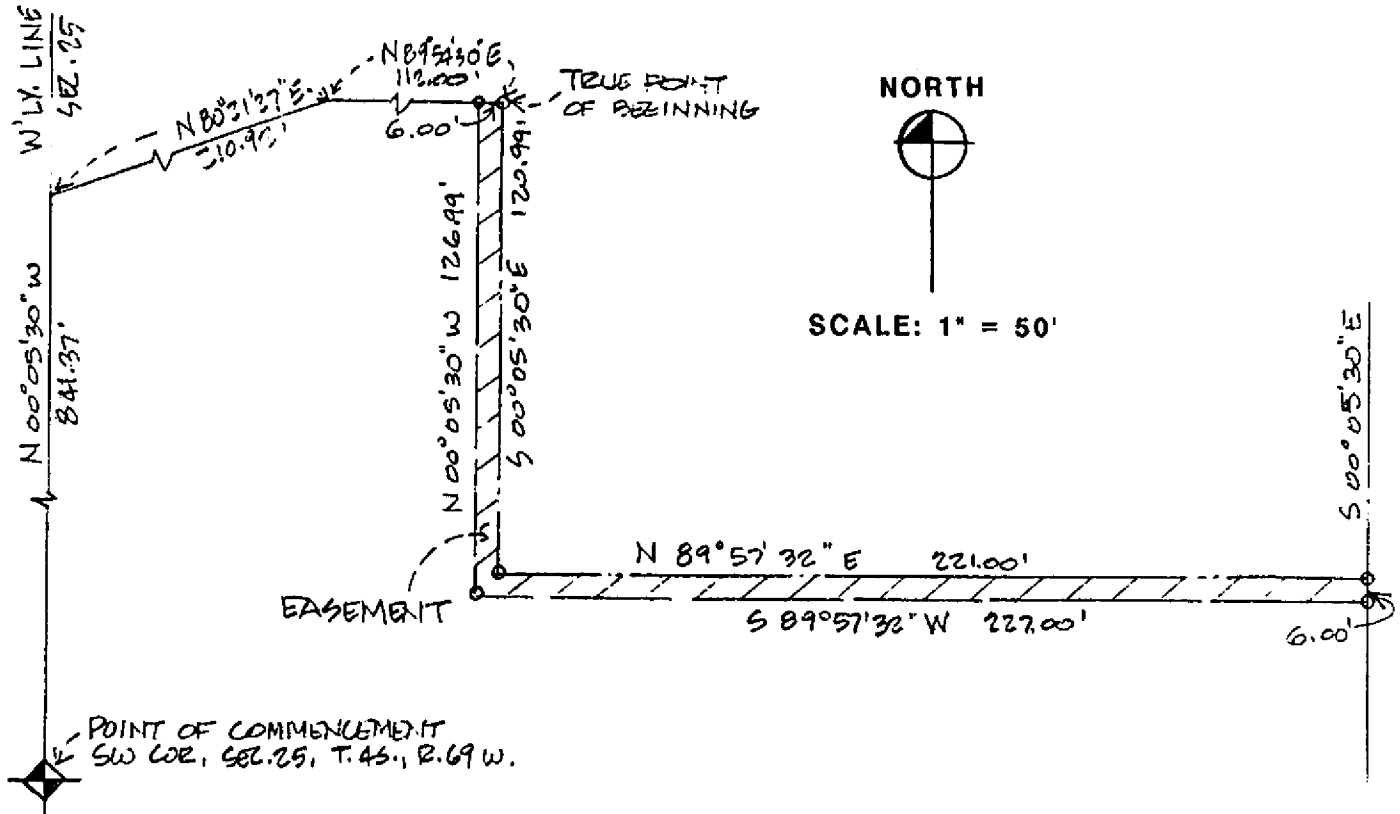 W'LY. LINE
SEC. 25
N 89°54'30" E
112.00'
TRUE POINT
OF BEGINNING
NORTH
N 80°31'27" E.
6.00'
120.99'
S 00°05'30" E
N 00°05'30" W 126.99'
N 00°05'30" W
841.37'
SCALE: 1" = 50'
S 00°05'30" E
N 89°57'32" E 221.00'
EASEMENT
S 89°57'32" W 227.00'
6.00'
POINT OF COMMENCEMENT
SW COR, SEC. 25, T. 4S., R. 69 W.